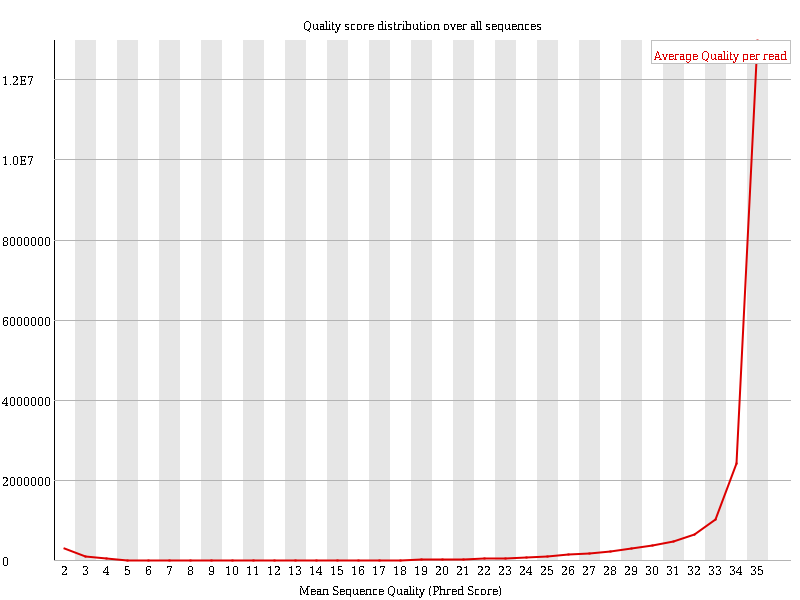 Quality score distribution over all sequences
Average Quality per read
1.2E7
1.0E7
8000000
6000000
4000000
2000000
0
2 3 4 5 6 7 8 9 10 11 12 13 14 15 16 17 18 19 20 21 22 23 24 25 26 27 28 29 30 31 32 33 34 35
Mean Sequence Quality (Phred Score)